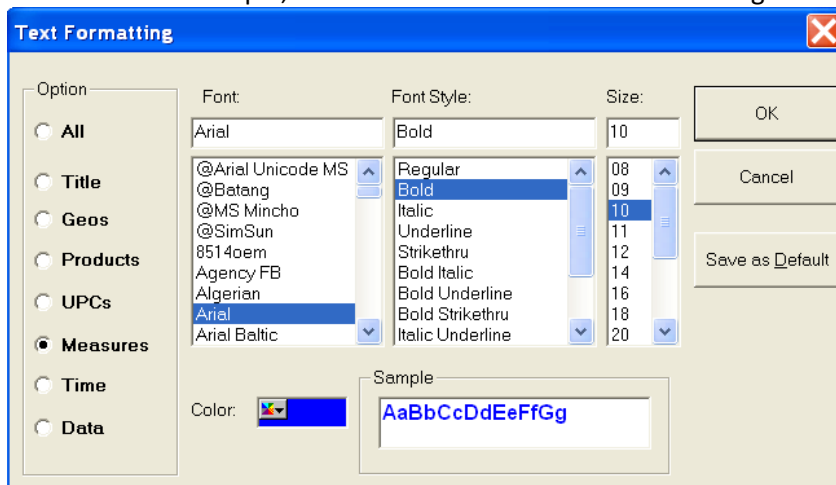 Text Formatting
Option
All
Title
Geos
Products
UPCs
Measures
Time
Data
Font:
Arial
@Arial Unicode MS
@Batang
@MS Mincho
@SimSun
8514oem
Agency FB
Algerian
Arial
Arial Baltic
Font Style:
Bold
Regular
Bold
Italic
Underline
Strikethru
Bold Italic
Bold Underline
Bold Strikethru
Italic Underline
Size:
10
08
09
10
11
12
14
16
18
20
OK
Cancel
Save as Default
Color:
Sample
AaBbCcDdEeFfGg